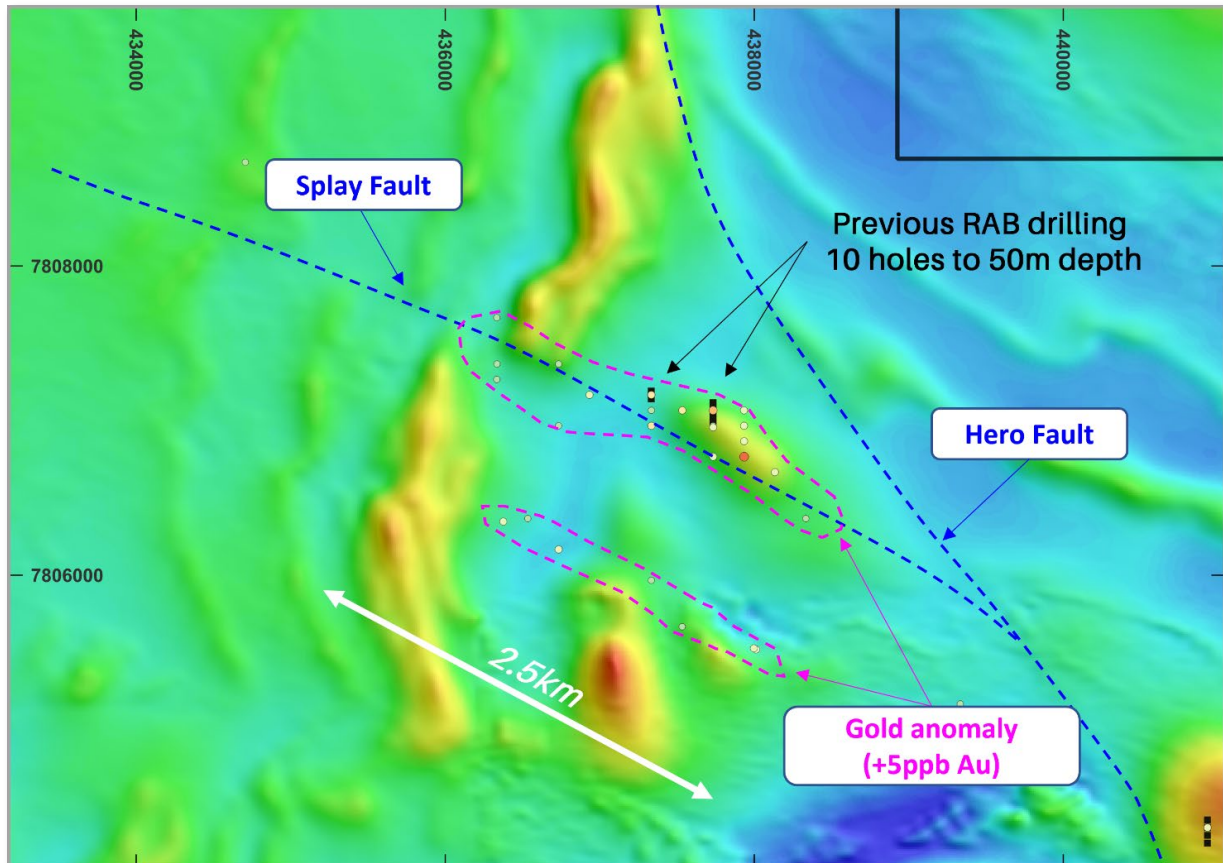 434000
436000
438000
440000
Splay Fault
Previous RAB drilling
10 holes to 50m depth
7808000
Hero Fault
7806000
2.5km
Gold anomaly
(+5ppb Au)